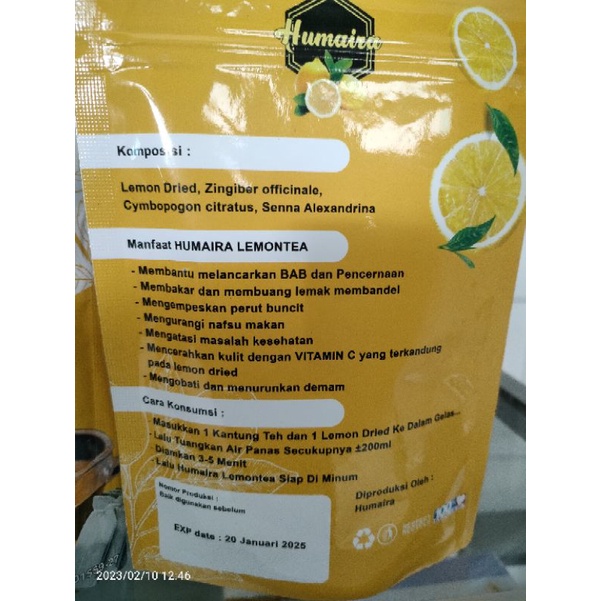 Humaira
Komposisi :
Lemon Dried, Zingiber officinale,
Cymbopogon citratus, Senna Alexandrina
Manfaat HUMAIRA LEMONTEA
- Membantu melancarkan BAB dan Pencernaan
- Membakar dan membuang lemak membandel
- Mengempeskan perut buncit
- Mengurangi nafsu makan
- Mengatasi masalah kesehatan
- Mencerahkan kulit dengan VITAMIN C yang terkandung
pada lemon dried
- Mengobati dan menurunkan demam
Cara Konsumsi :
- Masukkan 1 Kantung Teh dan 1 Lemon Dried Ke Dalam Gelas...
- Lalu Tuangkan Air Panas Secukupnya ±200ml
Diamkan 3-5 Menit
Lalu Humaira Lemontea Siap Di Minum
Nomor Produksi :
Baik digunakan sebelum
EXP date : 20 Januari 2025
Diproduksi Oleh :
Humaira
2023/02/10 12.46